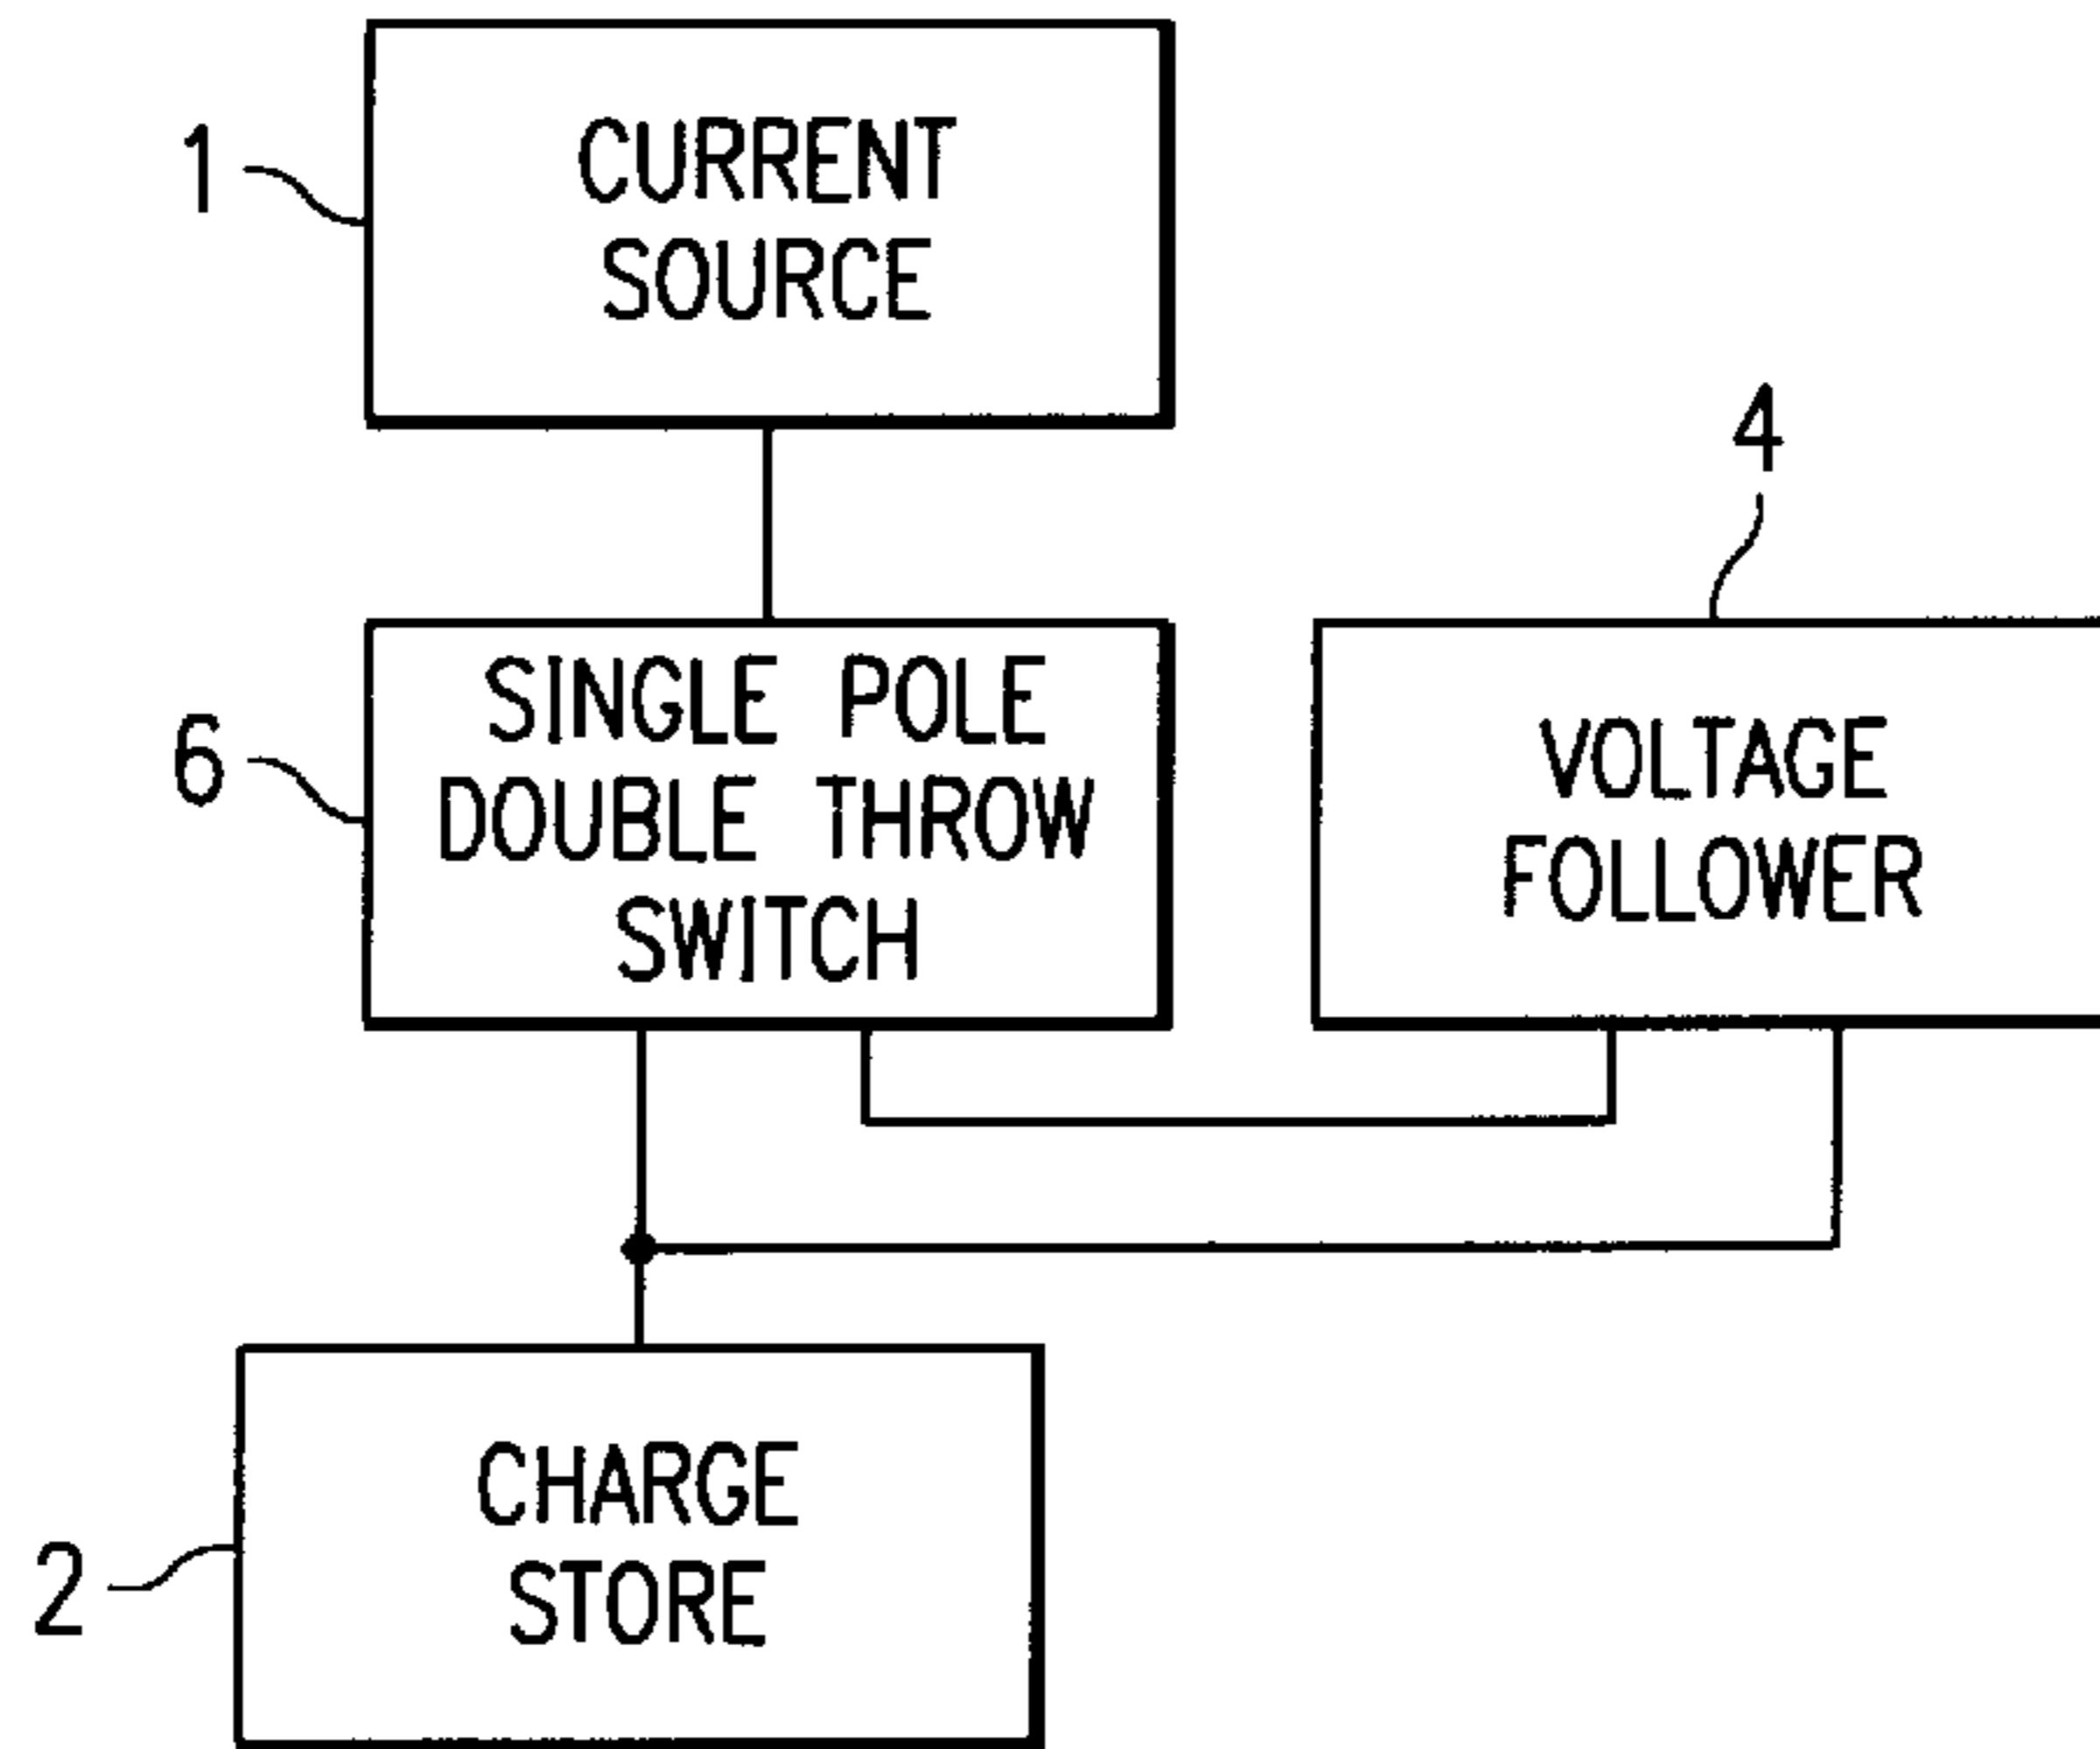 1
CURRENT
SOURCE
4
6
SINGLE POLE
DOUBLE THROW
SWITCH
VOLTAGE
FOLLOWER
2
CHARGE
STORE